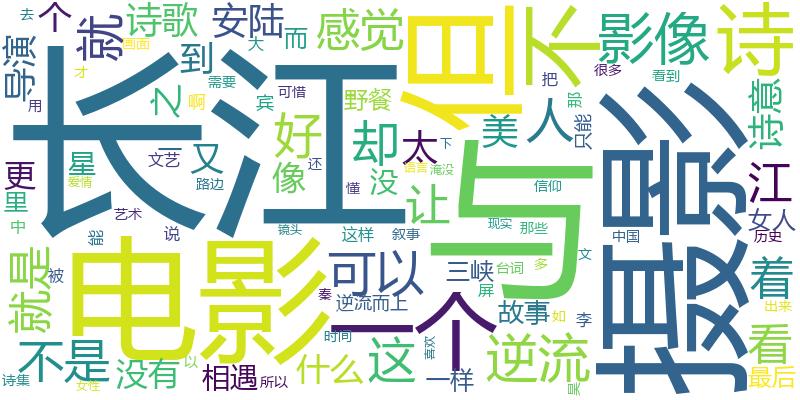 去
个
就
诗歌
安陆
而
感觉
但
不
影像
诗
画面
才
大
导演
到
需要
可惜
野餐
那
把
很多
看到
诗意
用
之
啊
宾
长江
好
却
太
美
人
只能
摄影
一
又
与
更
星
文艺
还
像
没
懂
下
语言
淹没
里
爱情
路边
让
信仰
江
中
艺术
说
镜头
这样
叙事
现实
那些
中国
女人
历史
能
文
就是
被
电影
可以
三峡
台词
多
着
秦
逆流而上
屏
故事
如
李
出来
不是
没有
相遇
时间
什么
这
喜欢
一个
逆流
看
诗集
女性
以
所以
一样
吴
最后